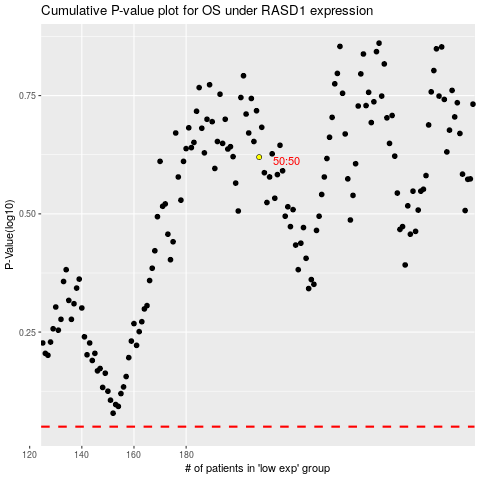 Cumulative P-value plot for OS under RASD1 expression
P-Value(log10)
0.75
0.50
0.25
50:50
120 140 160 180
# of patients in 'low exp' group